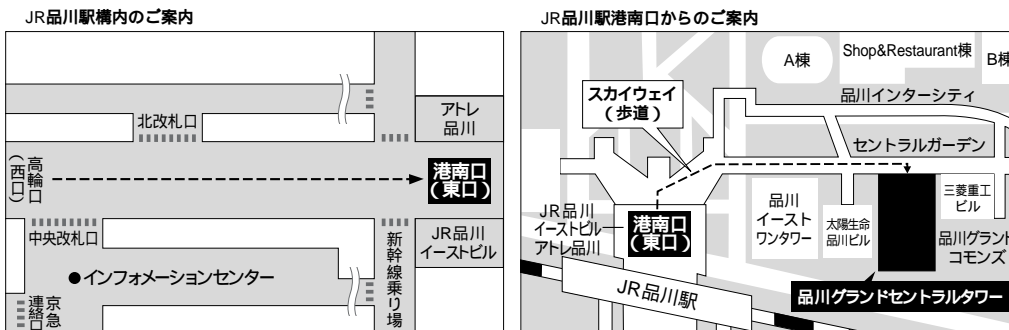 JR品川駅構内のご案内
北改札口
アトレ
品川
高輪口
（西口）
港南口
（東口）
中央改札口
新幹線乗り場
JR品川
イーストビル
●インフォメーションセンター
京急
連絡口
JR品川駅港南口からのご案内
A棟
Shop&Restaurant棟
B棟
スカイウェイ
（歩道）
品川インターシティ
セントラルガーデン
JR品川
イーストビル
アトレ品川
港南口
（東口）
品川
イースト
ワンタワー
太陽生命
品川ビル
三菱重工
ビル
品川グランド
コモンズ
JR品川駅
品川グランドセントラルタワー